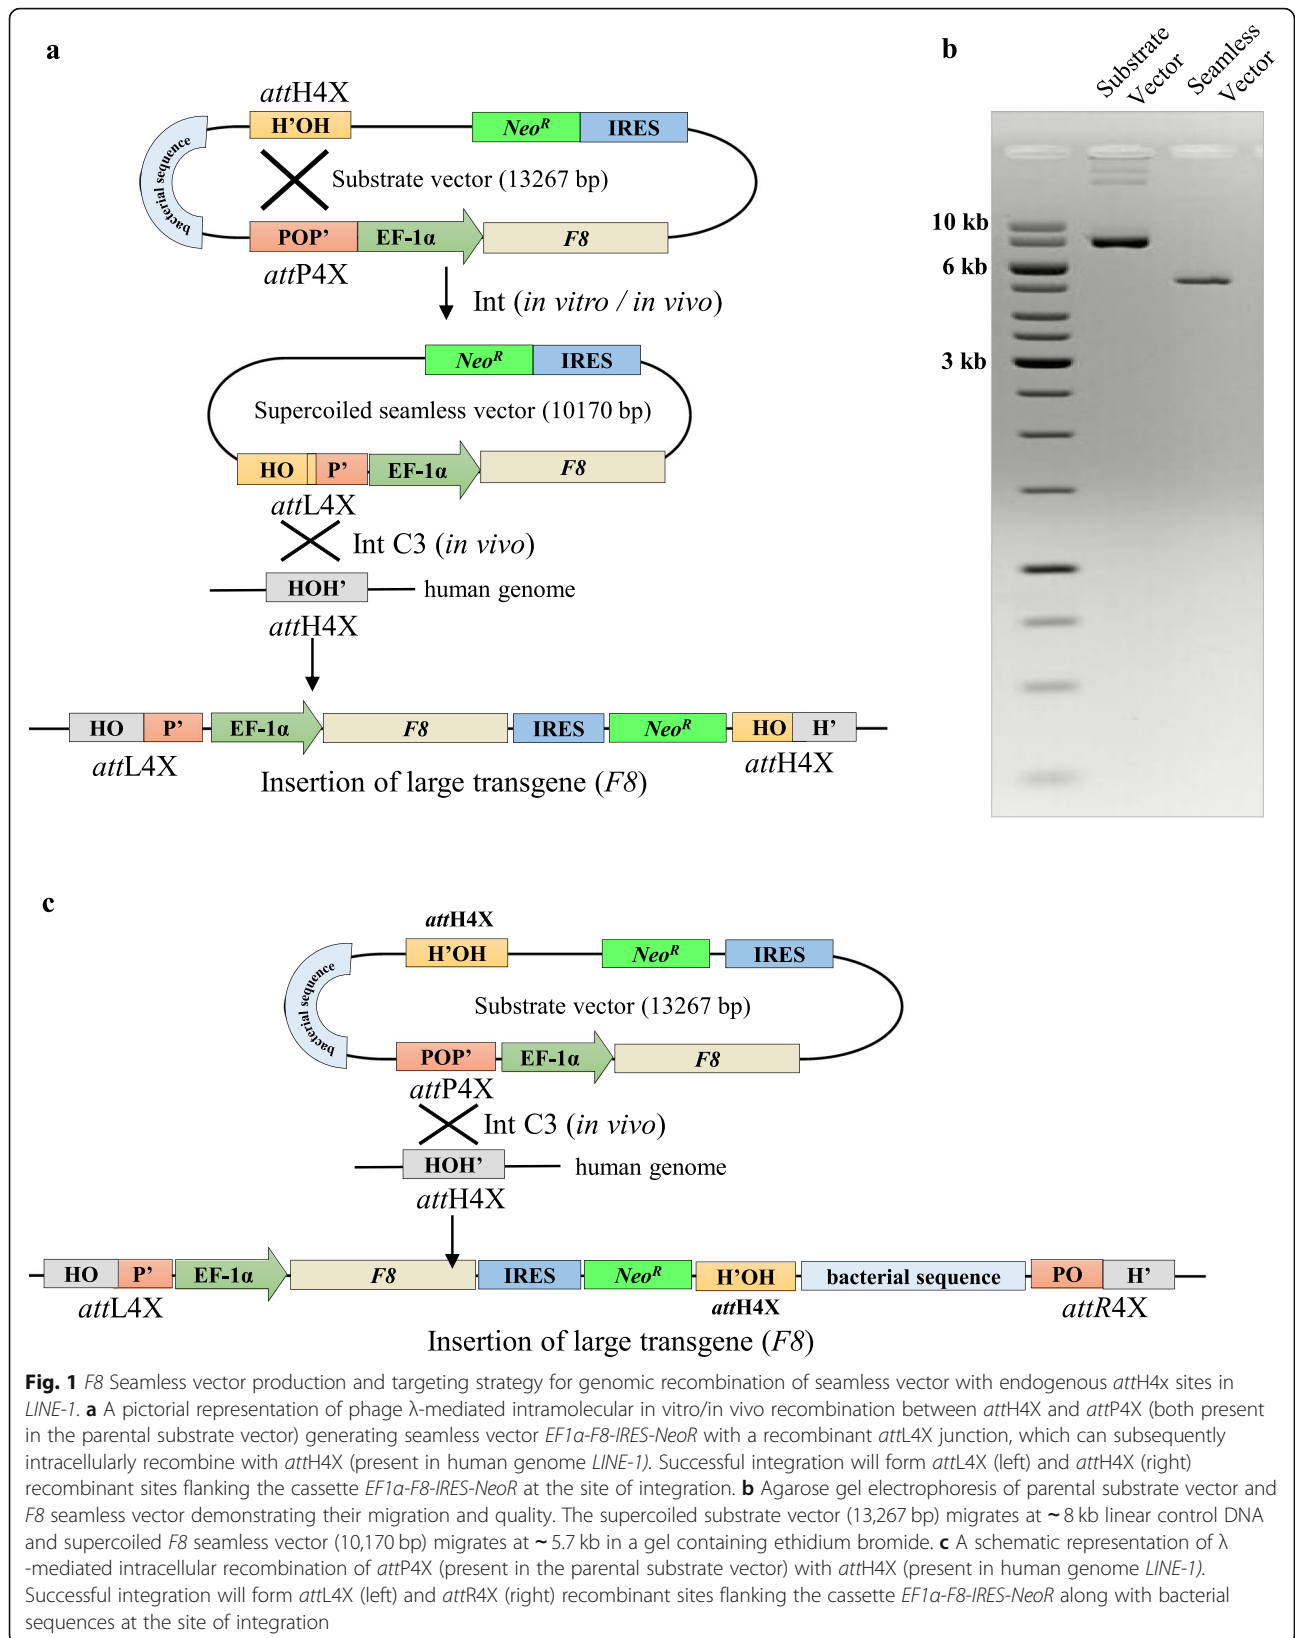 a
attH4X
H'OH
NeoR
IRES
bacterial sequence
Substrate vector (13267 bp)
POP'
EF-1α
F8
attP4X
Int (in vitro / in vivo)
NeoR
IRES
Supercoiled seamless vector (10170 bp)
HO
P'
EF-1α
F8
attL4X
Int C3 (in vivo)
HOH'
human genome
attH4X
HO
P'
EF-1α
F8
IRES
NeoR
HO
H'
attL4X
attH4X
Insertion of large transgene (F8)
b
Substrate
Vector
Seamless
Vector
10 kb
6 kb
3 kb
c
attH4X
H'OH
NeoR
IRES
bacterial sequence
Substrate vector (13267 bp)
POP'
EF-1α
F8
attP4X
Int C3 (in vivo)
HOH'
human genome
attH4X
HO
P'
EF-1α
F8
IRES
NeoR
H'OH
bacterial sequence
PO
H'
attL4X
attH4X
attR4X
Insertion of large transgene (F8)
Fig. 1 F8 Seamless vector production and targeting strategy for genomic recombination of seamless vector with endogenous attH4x sites in
LINE-1. a A pictorial representation of phage λ-mediated intramolecular in vitro/in vivo recombination between attH4X and attP4X (both present
in the parental substrate vector) generating seamless vector EF1α-F8-IRES-NeoR with a recombinant attL4X junction, which can subsequently
intracellularly recombine with attH4X (present in human genome LINE-1). Successful integration will form attL4X (left) and attH4X (right)
recombinant sites flanking the cassette EF1α-F8-IRES-NeoR at the site of integration. b Agarose gel electrophoresis of parental substrate vector and
F8 seamless vector demonstrating their migration and quality. The supercoiled substrate vector (13,267 bp) migrates at ~ 8 kb linear control DNA
and supercoiled F8 seamless vector (10,170 bp) migrates at ~ 5.7 kb in a gel containing ethidium bromide. c A schematic representation of λ
-mediated intracellular recombination of attP4X (present in the parental substrate vector) with attH4X (present in human genome LINE-1).
Successful integration will form attL4X (left) and attR4X (right) recombinant sites flanking the cassette EF1α-F8-IRES-NeoR along with bacterial
sequences at the site of integration